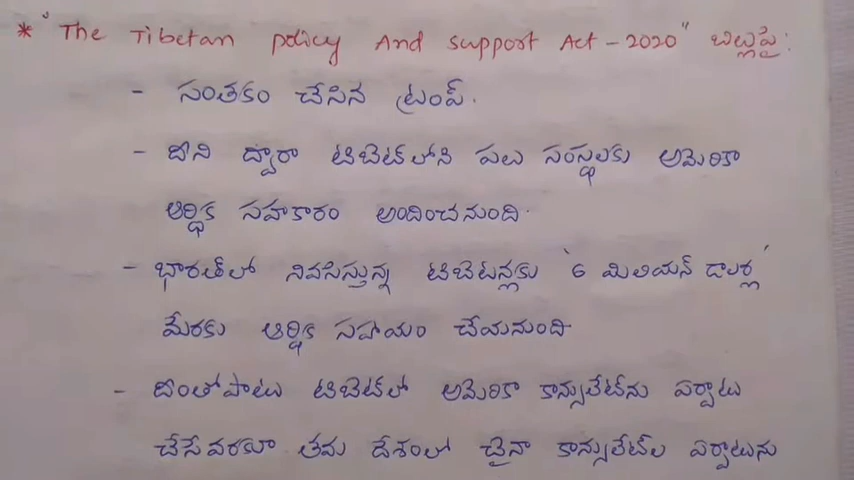 * "The Tibetan policy And support Act - 2020" బిల్లుపై:
- సంతకం చేసిన ట్రంప్.
- దీని ద్వారా టిబెట్‌లోని పలు సంస్థలకు అమెరికా
ఆర్థిక సహకారం అందించనుంది.
- భారత్‌లో నివసిస్తున్న టిబెటన్లకు '6 మిలియన్ డాలర్ల'
మేరకు ఆర్థిక సహాయం చేయనుంది
- దీంతోపాటు టిబెట్‌లో అమెరికా కాన్సులేట్‌ను ఏర్పాటు
చేసేవరకూ తమ దేశంలో చైనా కాన్సులేట్‌ల ఏర్పాటును